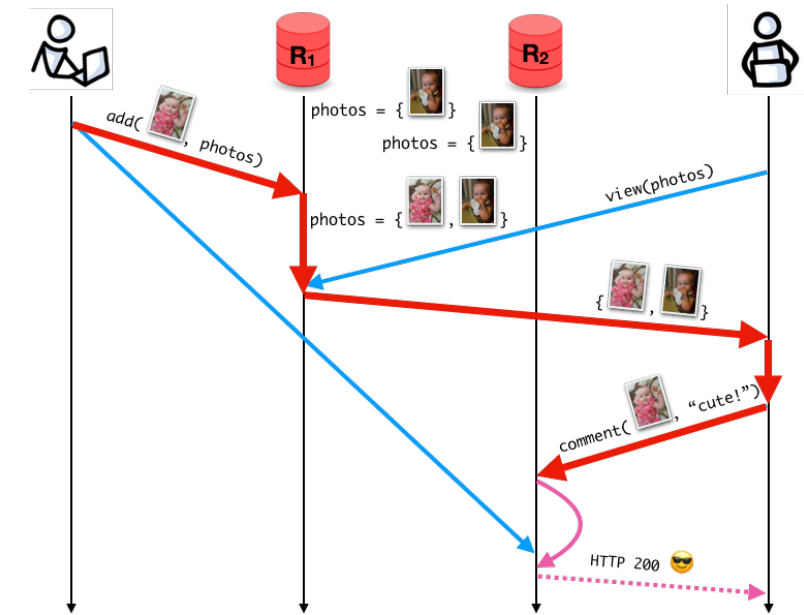 R1
R2
photos = { }
photos = { }
add( , photos)
view(photos)
photos = { , }
{ , }
comment( , “cute!”)
HTTP 200 😎